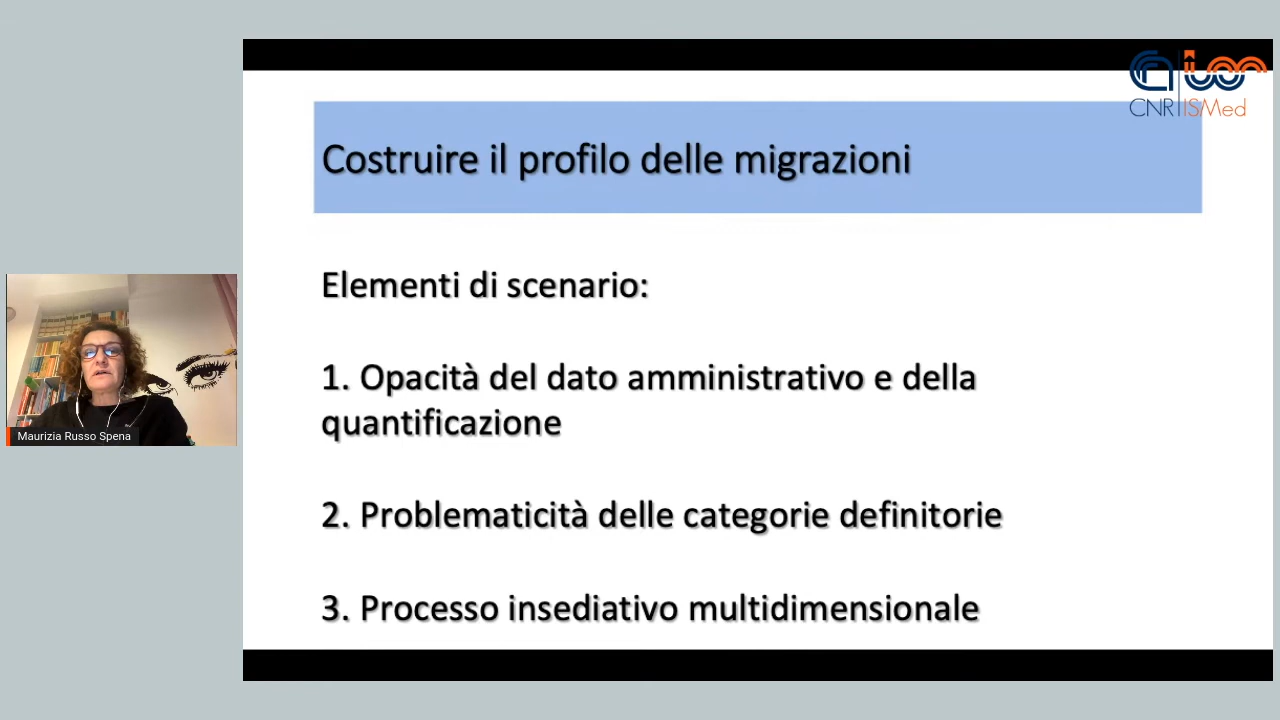 CNR ISMed
Costruire il profilo delle migrazioni
Elementi di scenario:
1. Opacità del dato amministrativo e della
quantificazione
2. Problematicità delle categorie definitorie
3. Processo insediativo multidimensionale
Maurizia Russo Spena